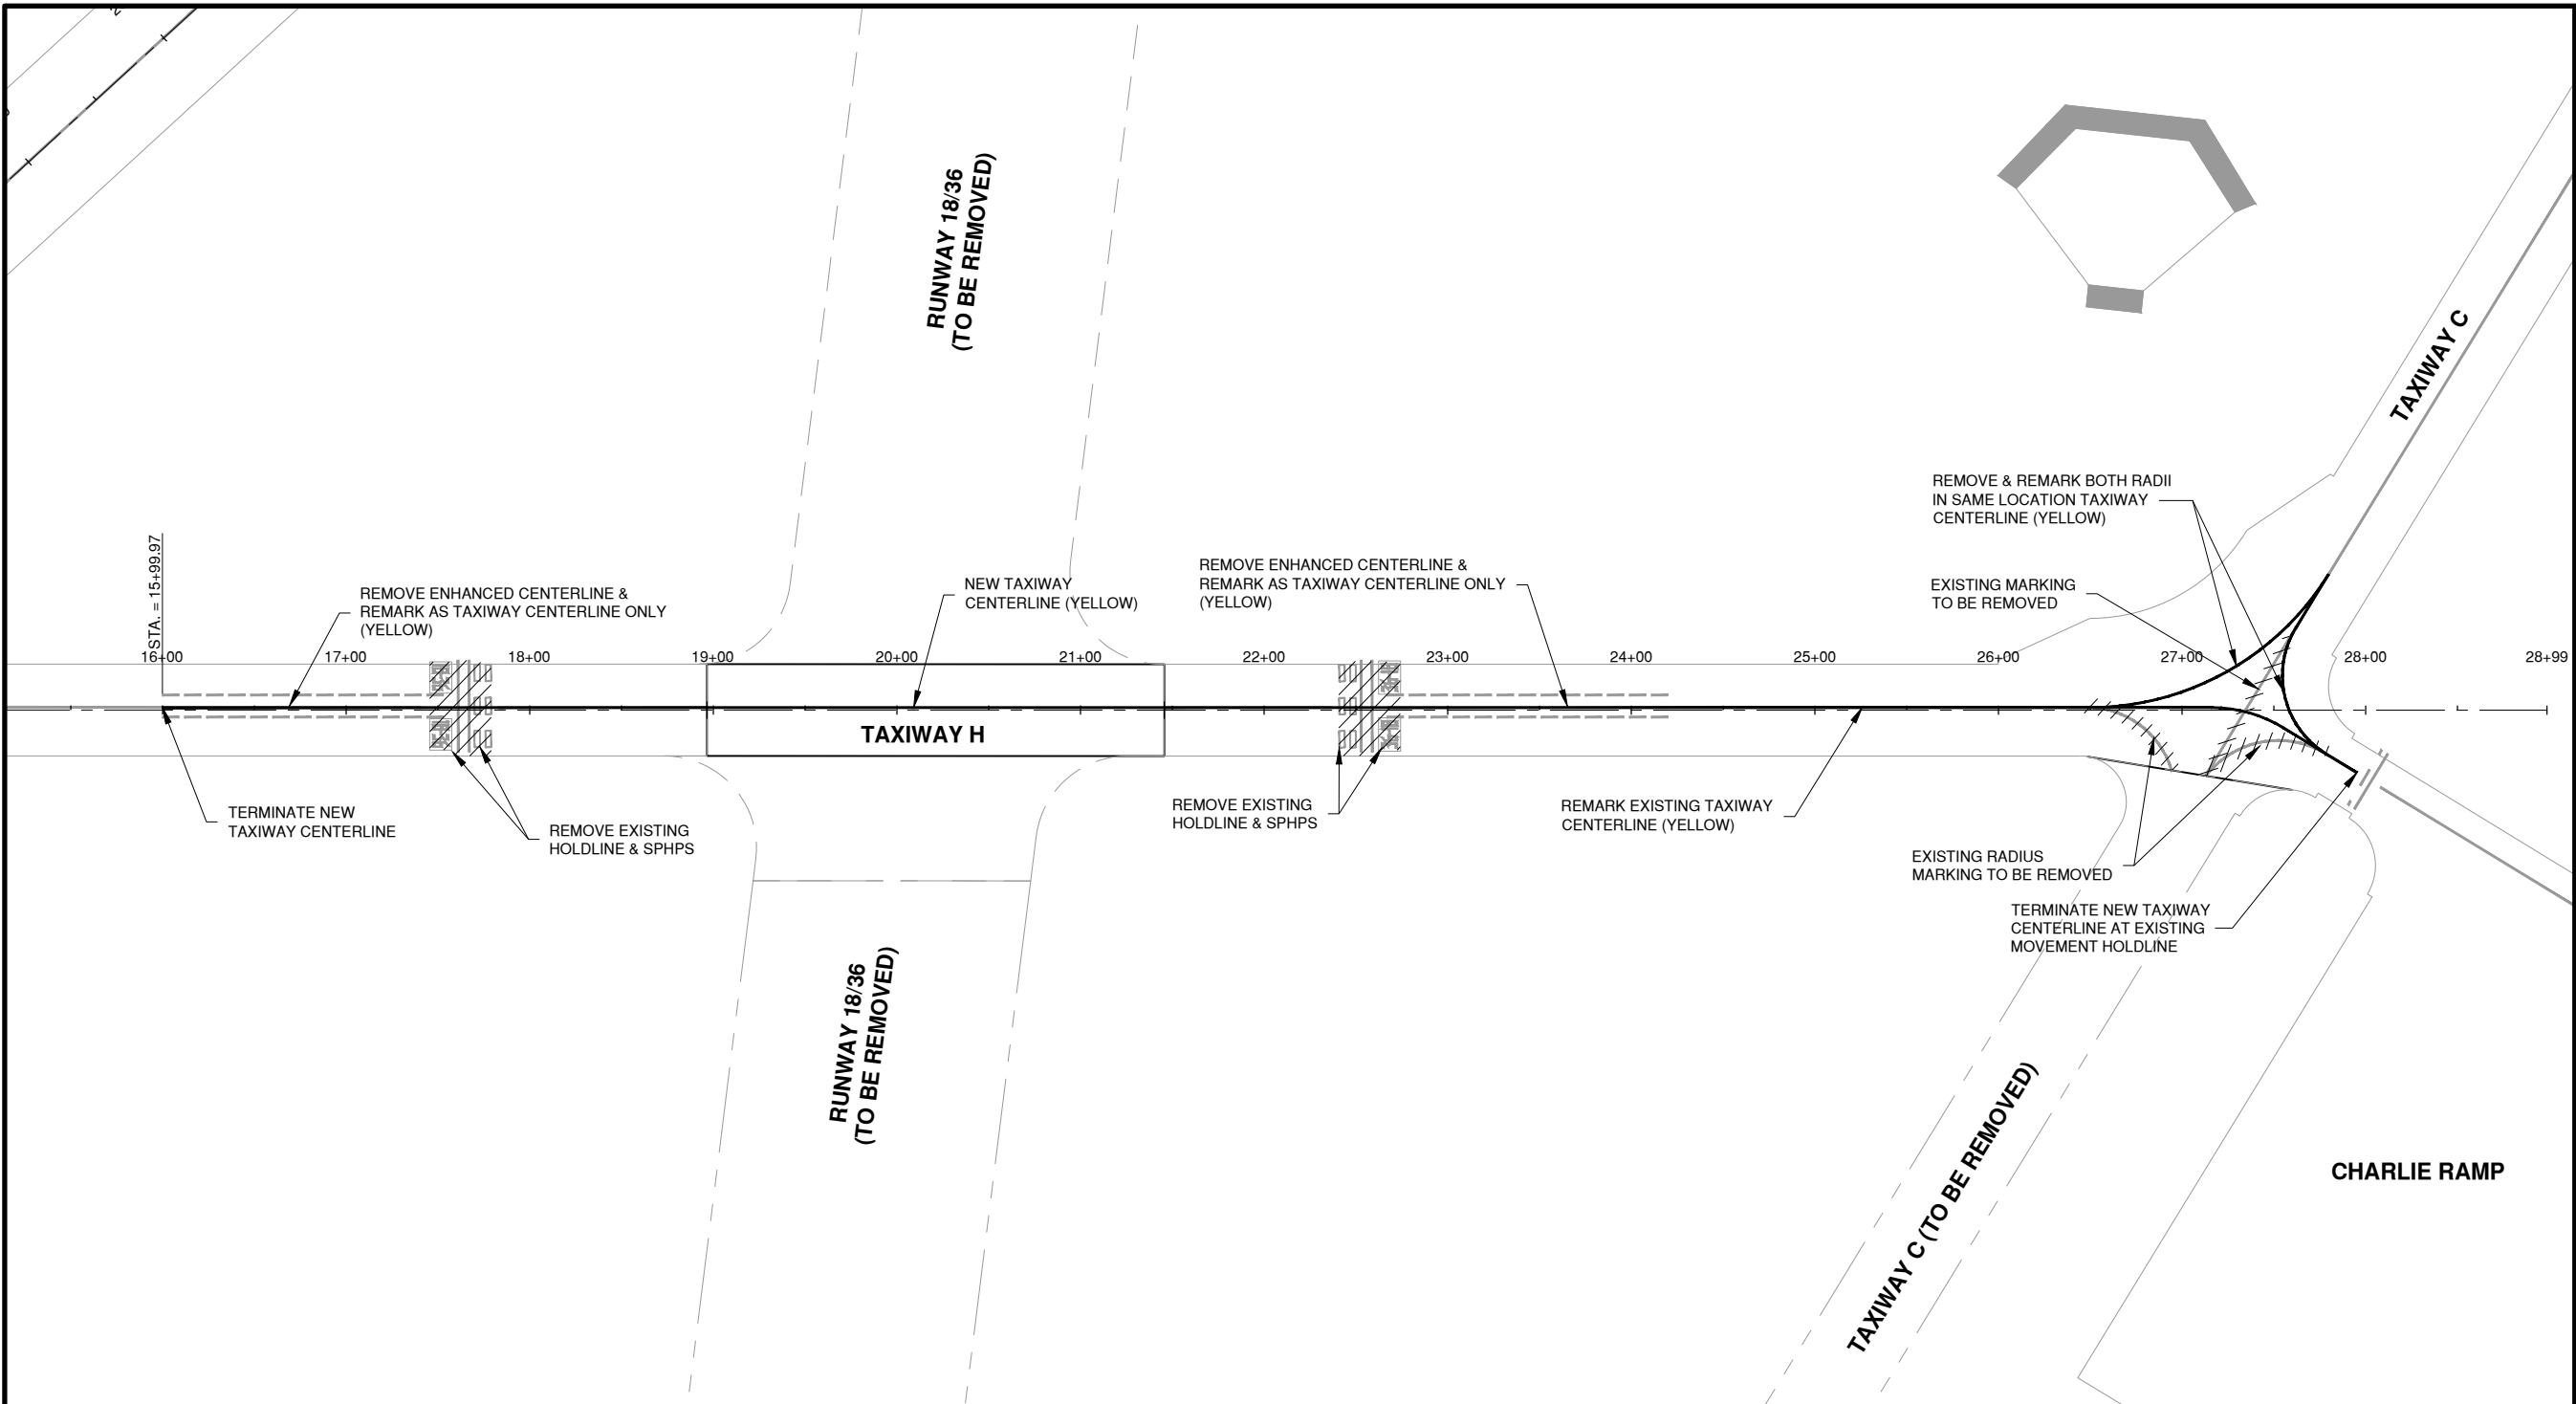 RUNWAY 18/36
(TO BE REMOVED)
TAXIWAY C
REMOVE & REMARK BOTH RADII
IN SAME LOCATION TAXIWAY
CENTERLINE (YELLOW)
EXISTING MARKING
TO BE REMOVED
STA. = 15+99.97
REMOVE ENHANCED CENTERLINE &
REMARK AS TAXIWAY CENTERLINE ONLY
(YELLOW)
NEW TAXIWAY
CENTERLINE (YELLOW)
REMOVE ENHANCED CENTERLINE &
REMARK AS TAXIWAY CENTERLINE ONLY
(YELLOW)
16+00
17+00
18+00
19+00
20+00
21+00
22+00
23+00
24+00
25+00
26+00
27+00
28+00
28+99
TAXIWAY H
TERMINATE NEW
TAXIWAY CENTERLINE
REMOVE EXISTING
HOLDLINE & SPHPS
REMOVE EXISTING
HOLDLINE & SPHPS
REMARK EXISTING TAXIWAY
CENTERLINE (YELLOW)
EXISTING RADIUS
MARKING TO BE REMOVED
TERMINATE NEW TAXIWAY
CENTERLINE AT EXISTING
MOVEMENT HOLDLINE
RUNWAY 18/36
(TO BE REMOVED)
TAXIWAY C (TO BE REMOVED)
CHARLIE RAMP